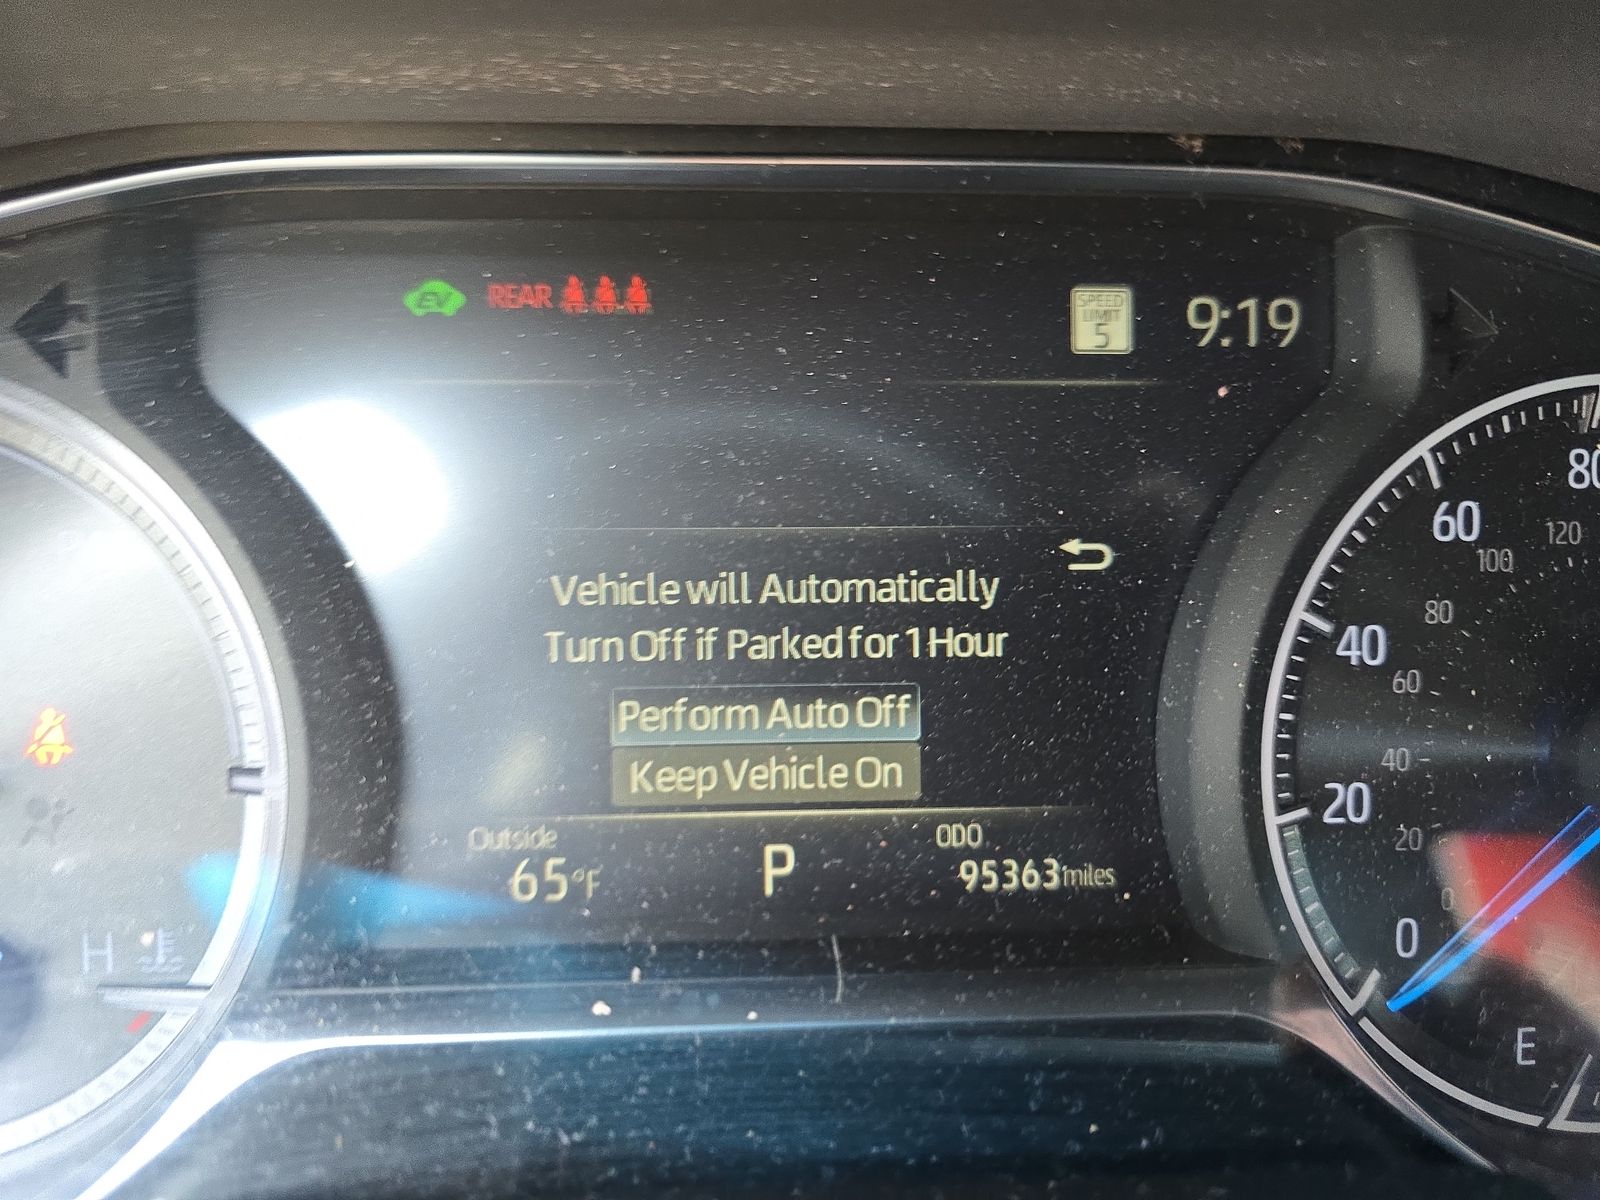 EV REAR
SPEED
LIMIT
5
9:19
Vehicle will Automatically
Turn Off if Parked for 1 Hour
Perform Auto Off
Keep Vehicle On
Outside
65°F
P
ODO
95363 miles
H
80
120
60
100
80
40
60
40
20
20
0
0
E